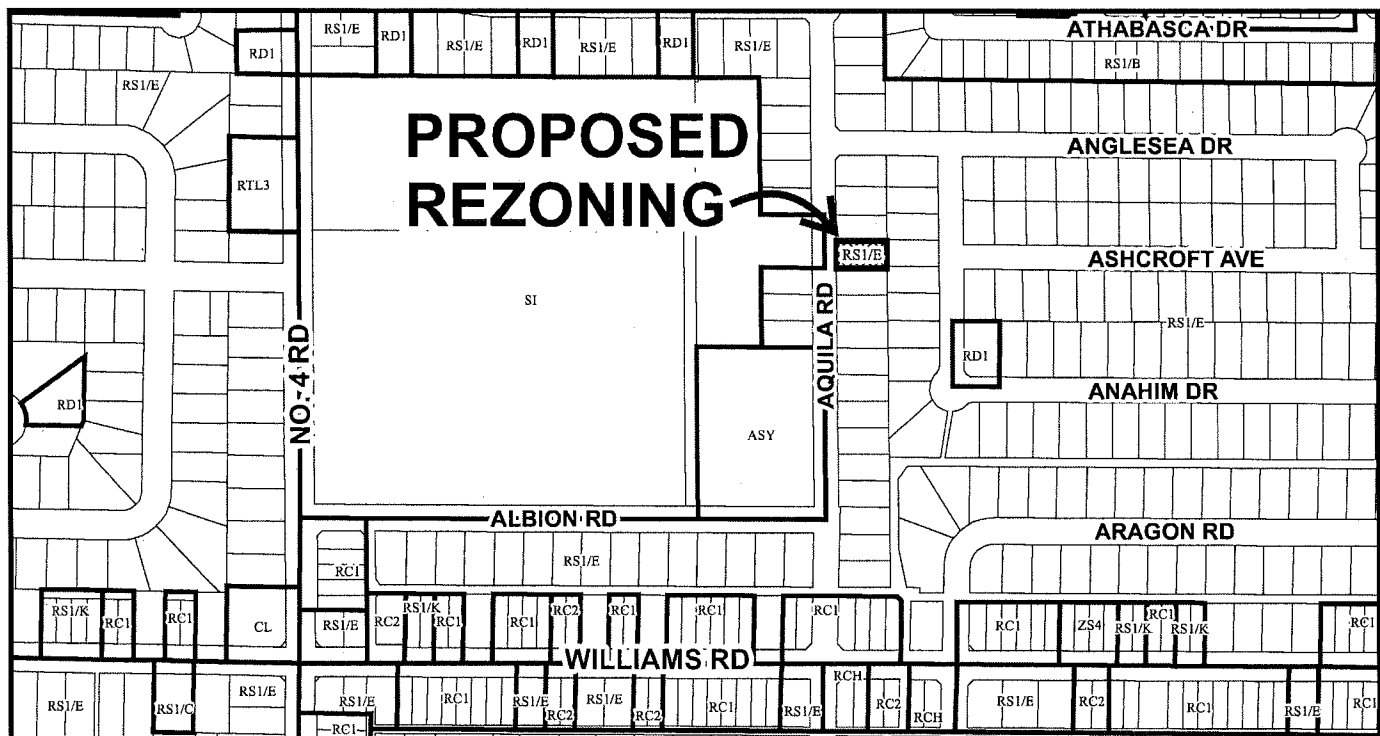 RS1/E
RD1
RS1/E
RD1
RS1/E
RD1
RS1/E
ATHABASCA DR
RD1
RS1/B
RS1/E
PROPOSED
REZONING
ANGLESEA DR
RTL3
RS1/E
ASHCROFT AVE
SI
RS1/E
NO. 4 RD
AQUILA RD
RD1
RD1
ANAHIM DR
ASY
ALBION RD
ARAGON RD
RS1/E
RC1
RS1/K
RC1
RC1
CL
RS1/E
RC2
RS1/K
RC1
RC1
RC2
RC1
RC1
RC1
RC1
ZS4
RS1/K
RC1
RS1/K
RC1
WILLIAMS RD
RS1/E
RS1/C
RS1/E
RS1/E
RC1
RC1
RS1/E
RC2
RS1/E
RC2
RC1
RS1/E
RCH
RC2
RCH
RS1/E
RC2
RC1
RS1/E
RC1